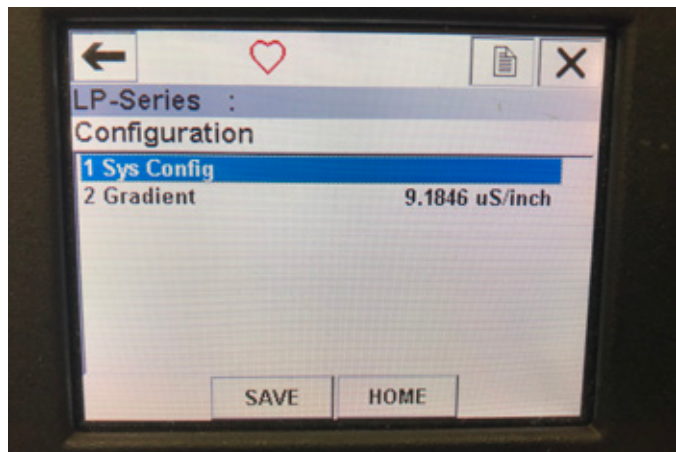 LP-Series :
Configuration
1 Sys Config
2 Gradient 9.1846 uS/inch
SAVE HOME